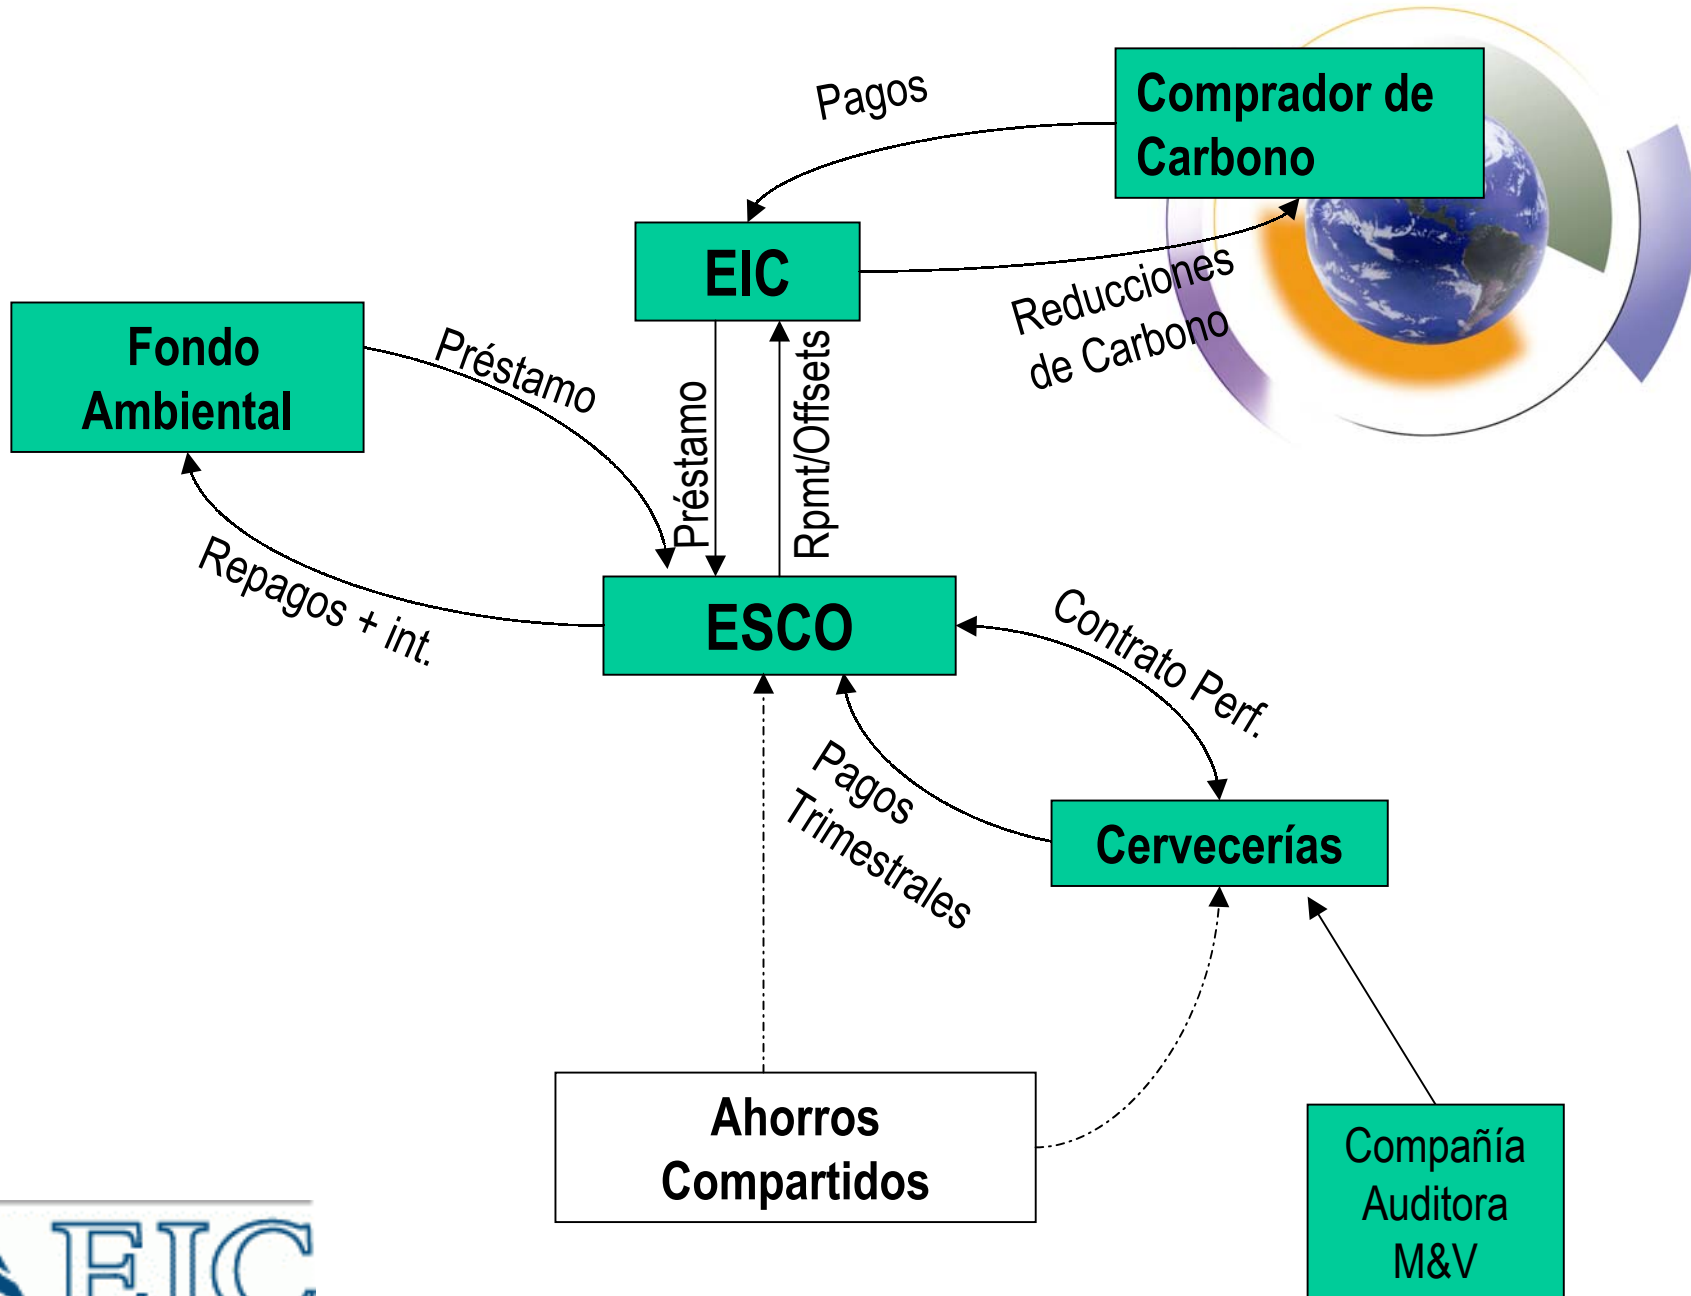 Pagos
Comprador de
Carbono
EIC
Reducciones
de Carbono
Fondo
Ambiental
Préstamo
Préstamo
Rpmt/Offsets
Repagos + int.
ESCO
Contrato Perf.
Pagos
Trimestrales
Cervecerías
Ahorros
Compartidos
Compañía
Auditora
M&V
EIC